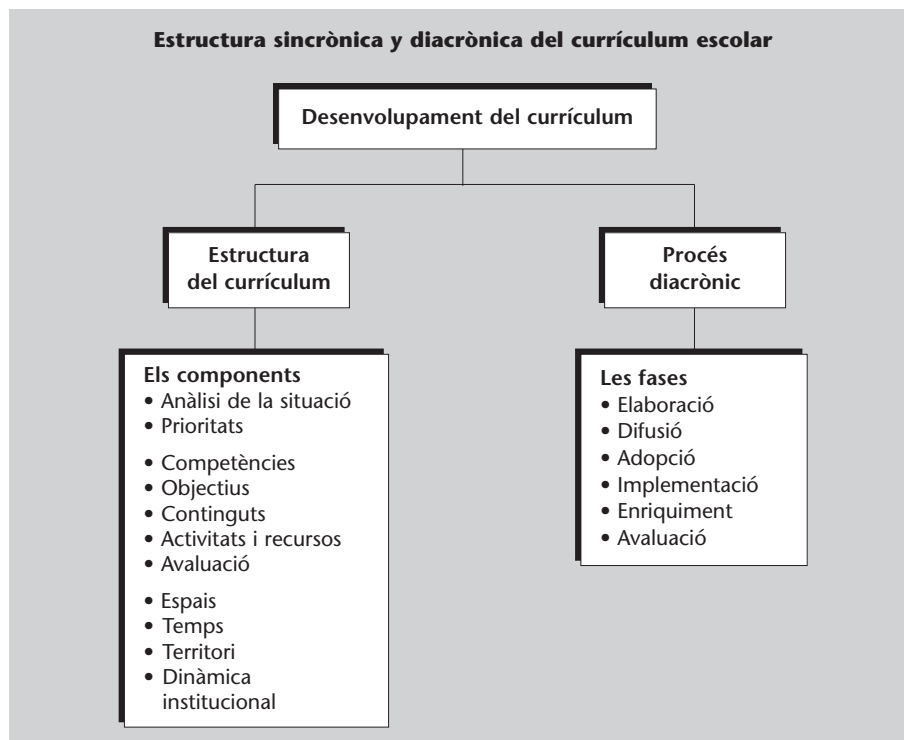 Estructura sincrònica y diacrònica del currículum escolar
Desenvolupament del currículum
Estructura
del currículum
Els components
• Anàlisi de la situació
• Prioritats
• Competències
• Objectius
• Continguts
• Activitats i recursos
• Avaluació
• Espais
• Temps
• Territori
• Dinàmica
institucional
Procés
diacrònic
Les fases
• Elaboració
• Difusió
• Adopció
• Implementació
• Enriquiment
• Avaluació